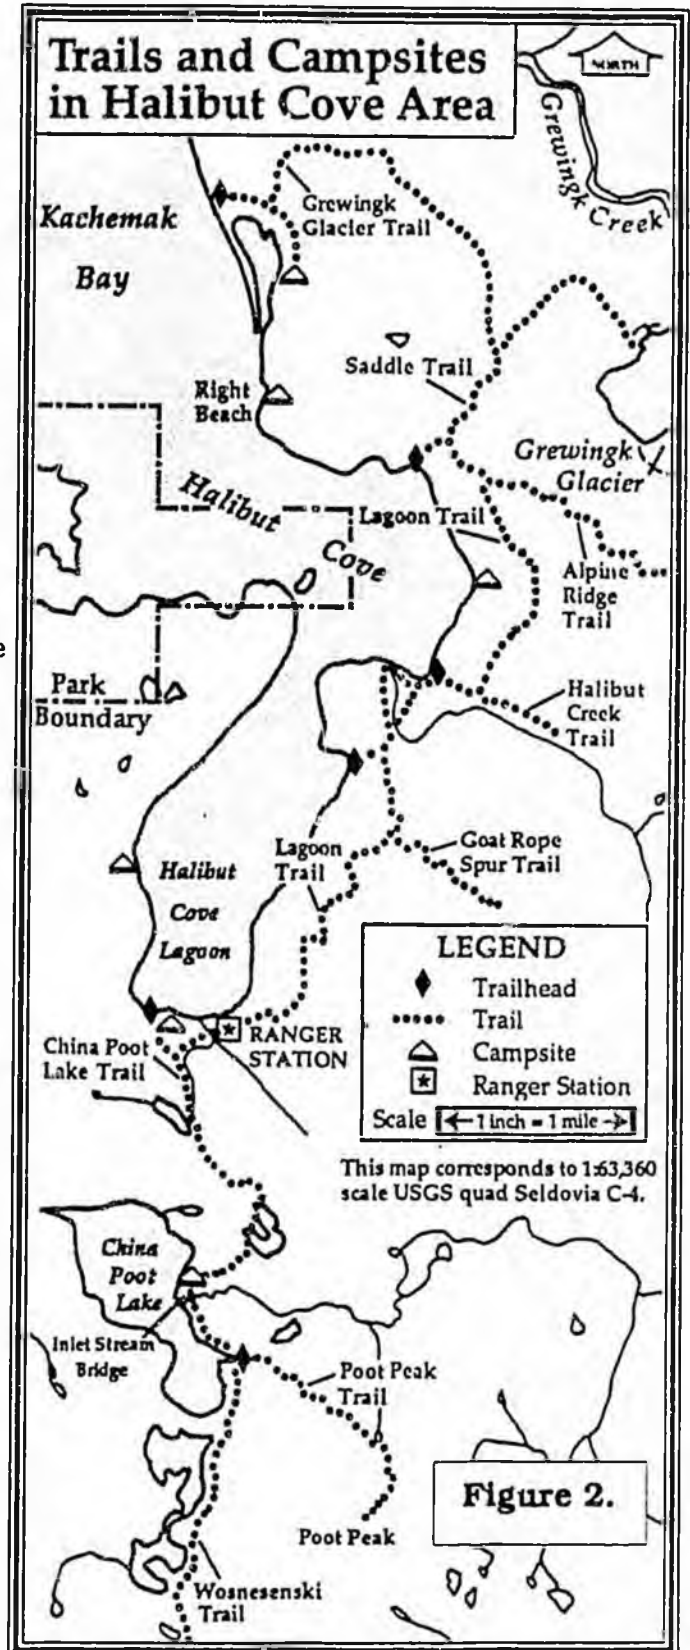 Trails and Campsites
in Halibut Cove Area
NORTH
Grewingk Creek
Kachemak
Bay
Grewingk
Glacier Trail
Saddle Trail
Right
Beach
Grewingk
Glacier
Halibut
Cove
Lagoon Trail
Alpine
Ridge
Trail
e
Park
Boundary
Halibut
Creek
Trail
Lagoon
Trail
Goat Rope
Spur Trail
Halibut
Cove
Lagoon
LEGEND
Trailhead
Trail
Campsite
Ranger Station
Scale 1 inch = 1 mile
RANGER
STATION
China Poot
Lake Trail
This map corresponds to 1:63,360
scale USGS quad Seldovia C-4.
China
Poot
Lake
Inlet Stream
Bridge
Poot Peak
Trail
Figure 2.
Poot Peak
Wosnesenski
Trail